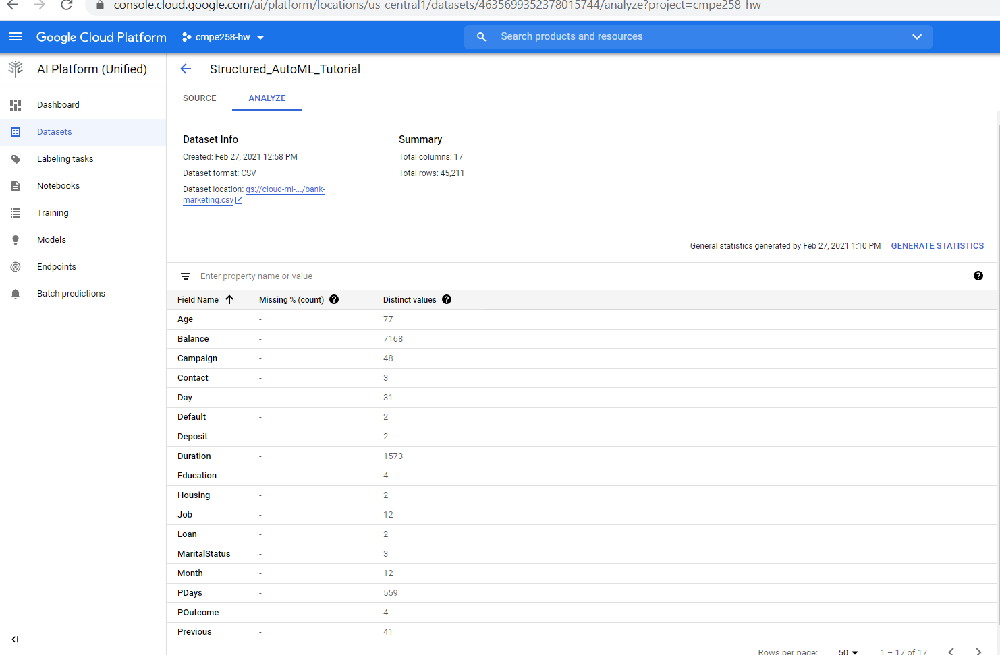 console.cloud.google.com/ai/platform/locations/us-central1/datasets/4635699352378015744/analyze?project=cmpe258-hw
Google Cloud Platform
cmpe258-hw
Search products and resources
AI Platform (Unified)
Structured_AutoML_Tutorial
SOURCE
ANALYZE
Dashboard
Datasets
Labeling tasks
Notebooks
Training
Models
Endpoints
Batch predictions
Dataset Info
Created: Feb 27, 2021 12:58 PM
Dataset format: CSV
Dataset location: gs://cloud-ml-.../bank-
marketing.csv
Summary
Total columns: 17
Total rows: 45,211
General statistics generated by Feb 27, 2021 1:10 PM GENERATE STATISTICS
Enter property name or value
Field Name Missing % (count) Distinct values
Age - 77
Balance - 7168
Campaign - 48
Contact - 3
Day - 31
Default - 2
Deposit - 2
Duration - 1573
Education - 4
Housing - 2
Job - 12
Loan - 2
MaritalStatus - 3
Month - 12
PDays - 559
POutcome - 4
Previous - 41
Rows per page: 50 1 – 17 of 17